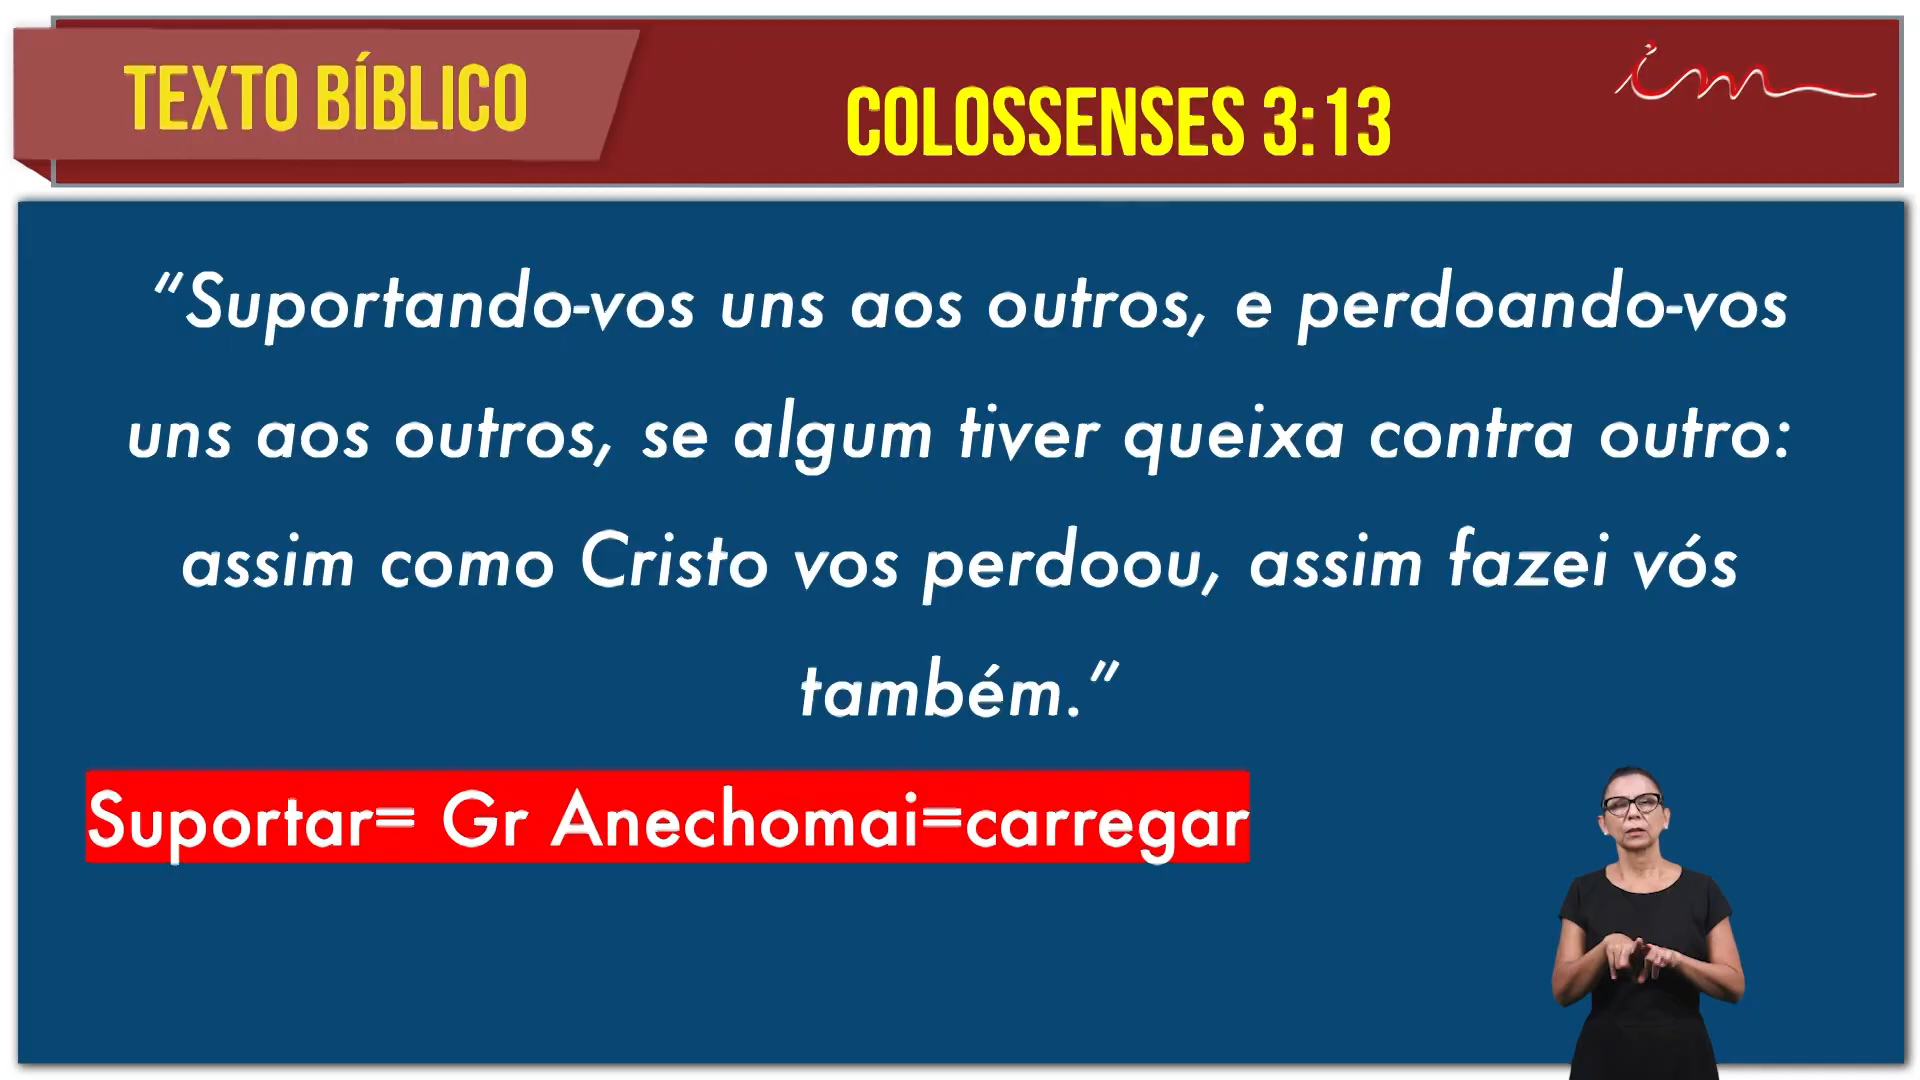 TEXTO BÍBLICO
COLOSSENSES 3:13
im
“Suportando-vos uns aos outros, e perdoando-vos
uns aos outros, se algum tiver queixa contra outro:
assim como Cristo vos perdoou, assim fazei vós
também.”
Suportar= Gr Anechomai=carregar